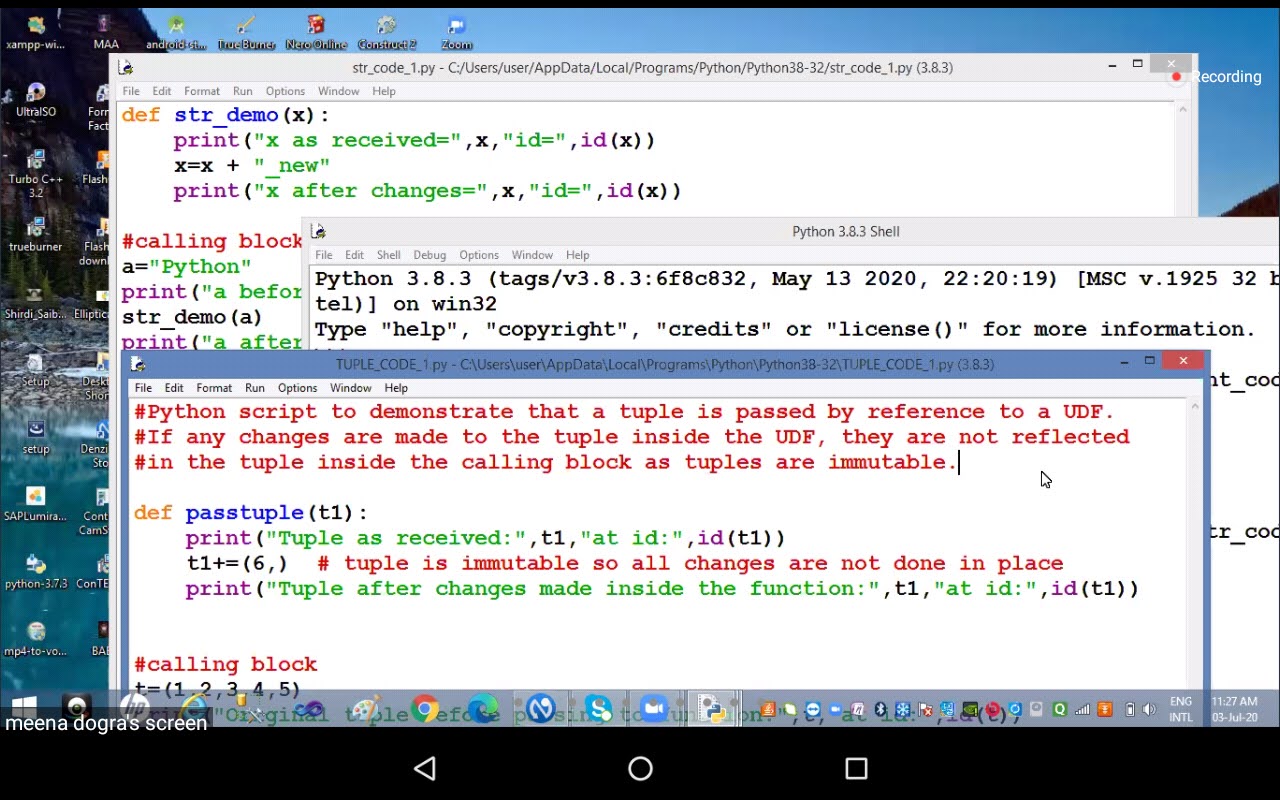 xampp-wi...
MAA
android-si...
True Burner
Nero Online
Construct 2
Zoom
UltraISO
Form
Fact
Turbo C++
3.2
Flash
trueburner
Flash
down
Shirdi_Saib...
Elliptic
Setup
Deskt
Shor
setup
Denzi
Sto
SAPLumira...
Cont
CamS
python-3.7.3
ConTE
mp4-to-vo...
BAE
str_code_1.py - C:/Users/user/AppData/Local/Programs/Python/Python38-32/str_code_1.py (3.8.3)
Recording
File Edit Format Run Options Window Help
def str_demo(x):
print("x as received=",x,"id=",id(x))
x=x + "_new"
print("x after changes=",x,"id=",id(x))
#calling block
a="Python"
print("a befor
str_demo(a)
print("a after
Python 3.8.3 Shell
File Edit Shell Debug Options Window Help
Python 3.8.3 (tags/v3.8.3:6f8c832, May 13 2020, 22:20:19) [MSC v.1925 32 b
tel)] on win32
Type "help", "copyright", "credits" or "license()" for more information.
nt_cod
tr_cod
TUPLE_CODE_1.py - C:\Users\user\AppData\Local\Programs\Python\Python38-32\TUPLE_CODE_1.py (3.8.3)
File Edit Format Run Options Window Help
#Python script to demonstrate that a tuple is passed by reference to a UDF.
#If any changes are made to the tuple inside the UDF, they are not reflected
#in the tuple inside the calling block as tuples are immutable.
def passtuple(t1):
print("Tuple as received:",t1,"at id:",id(t1))
t1+=(6,) # tuple is immutable so all changes are not done in place
print("Tuple after changes made inside the function:",t1,"at id:",id(t1))
#calling block
t=(1,2,3,4,5)
print("Original tuple before passing to function:",t,"at id:",id(t))
ENG
INTL
11:27 AM
03-Jul-20
meena dogra's screen